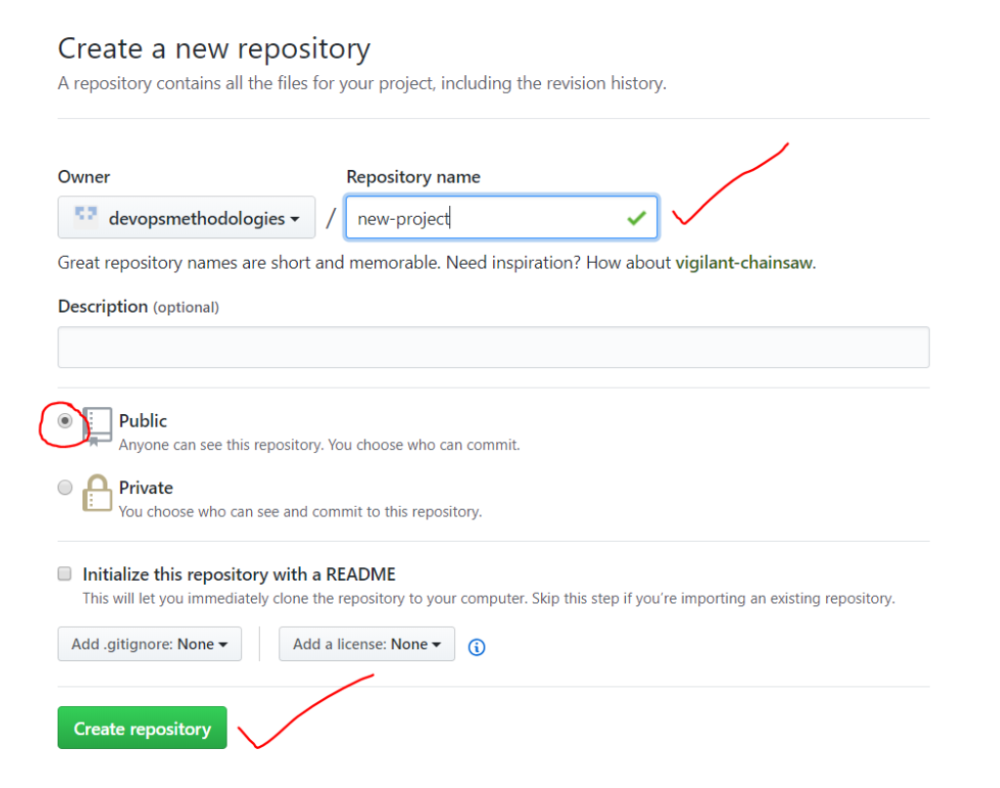 Create a new repository
A repository contains all the files for your project, including the revision history.
Owner
Repository name
devopsmethodologies / new-project
Great repository names are short and memorable. Need inspiration? How about vigilant-chainsaw.
Description (optional)
Public
Anyone can see this repository. You choose who can commit.
Private
You choose who can see and commit to this repository.
Initialize this repository with a README
This will let you immediately clone the repository to your computer. Skip this step if you’re importing an existing repository.
Add .gitignore: None
Add a license: None
Create repository